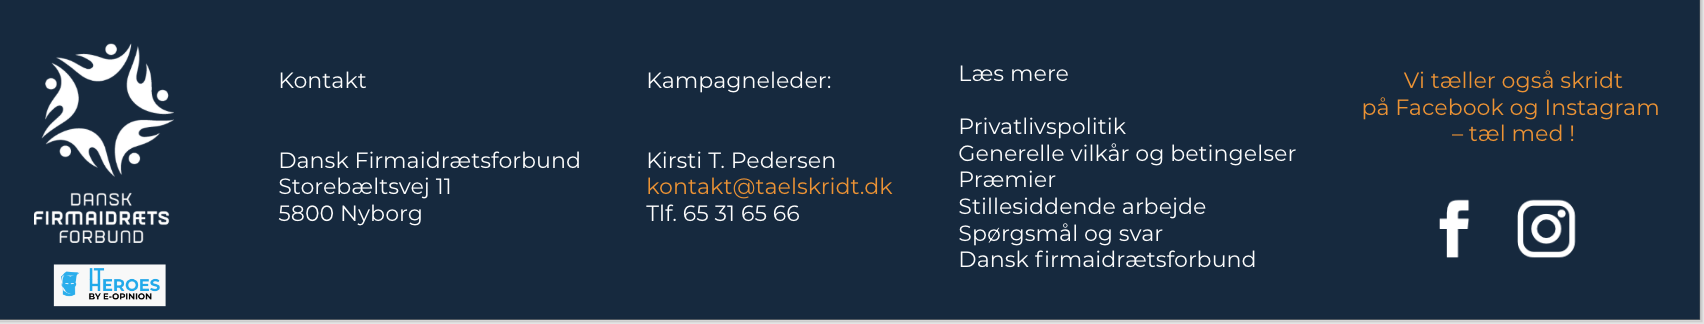 DANSK
FIRMAIDRÆTS
FORBUND
IT HEROES
BY E-OPINION
Kontakt
Dansk Firmaidrætsforbund
Storebæltsvej 11
5800 Nyborg
Kampagneleder:
Kirsti T. Pedersen
kontakt@taelskridt.dk
Tlf. 65 31 65 66
Læs mere
Privatlivspolitik
Generelle vilkår og betingelser
Præmier
Stillesiddende arbejde
Spørgsmål og svar
Dansk firmaidrætsforbund
Vi tæller også skridt
på Facebook og Instagram
– tæl med !